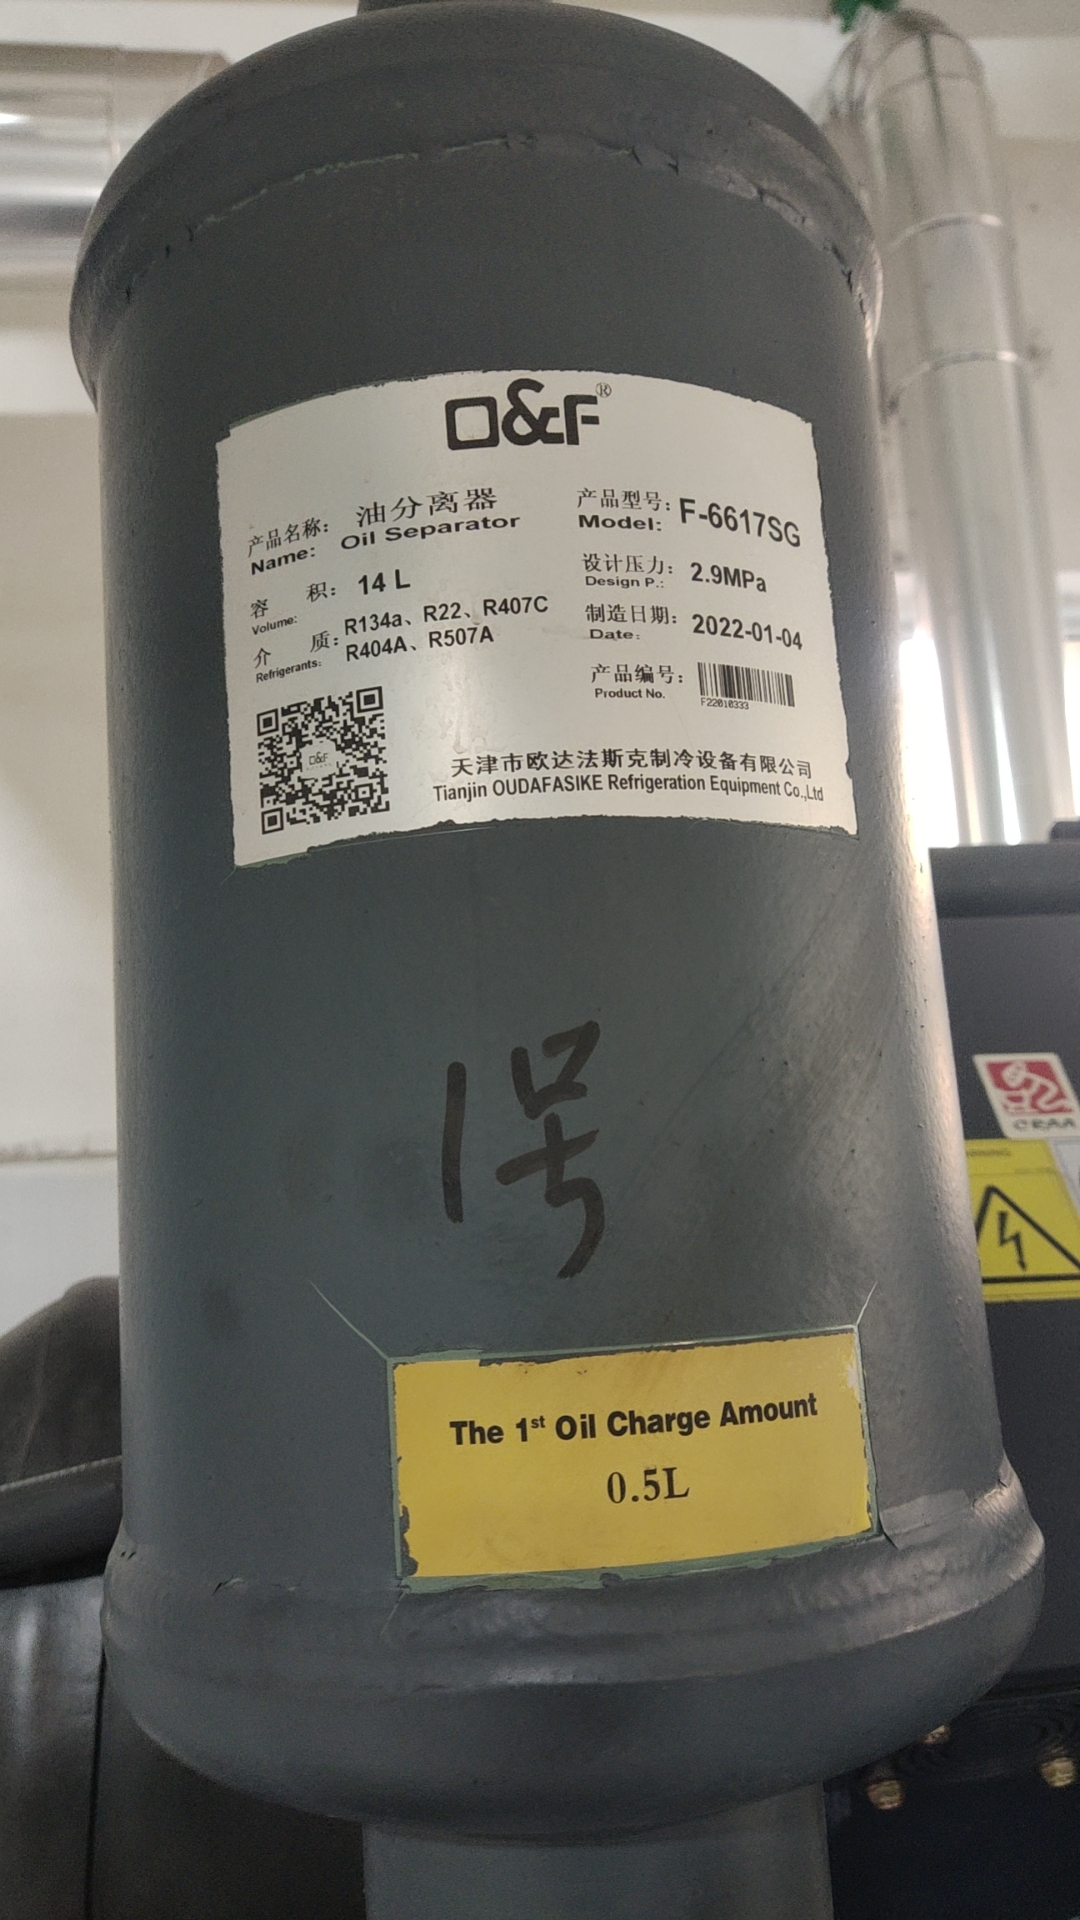 O&F®
产品名称: 油分离器
Name: Oil Separator
容 积: 14 L
Volume:
介 质: R134a、R22、R407C
Refrigerants: R404A、R507A
产品型号: F-6617SG
Model:
设计压力: 2.9MPa
Design P.:
制造日期: 2022-01-04
Date:
产品编号:
Product No.
F22010333
O&F
天津市欧达法斯克制冷设备有限公司
Tianjin OUDAFASIKE Refrigeration Equipment Co.,Ltd
1号
The 1st Oil Charge Amount
0.5L
CRAA